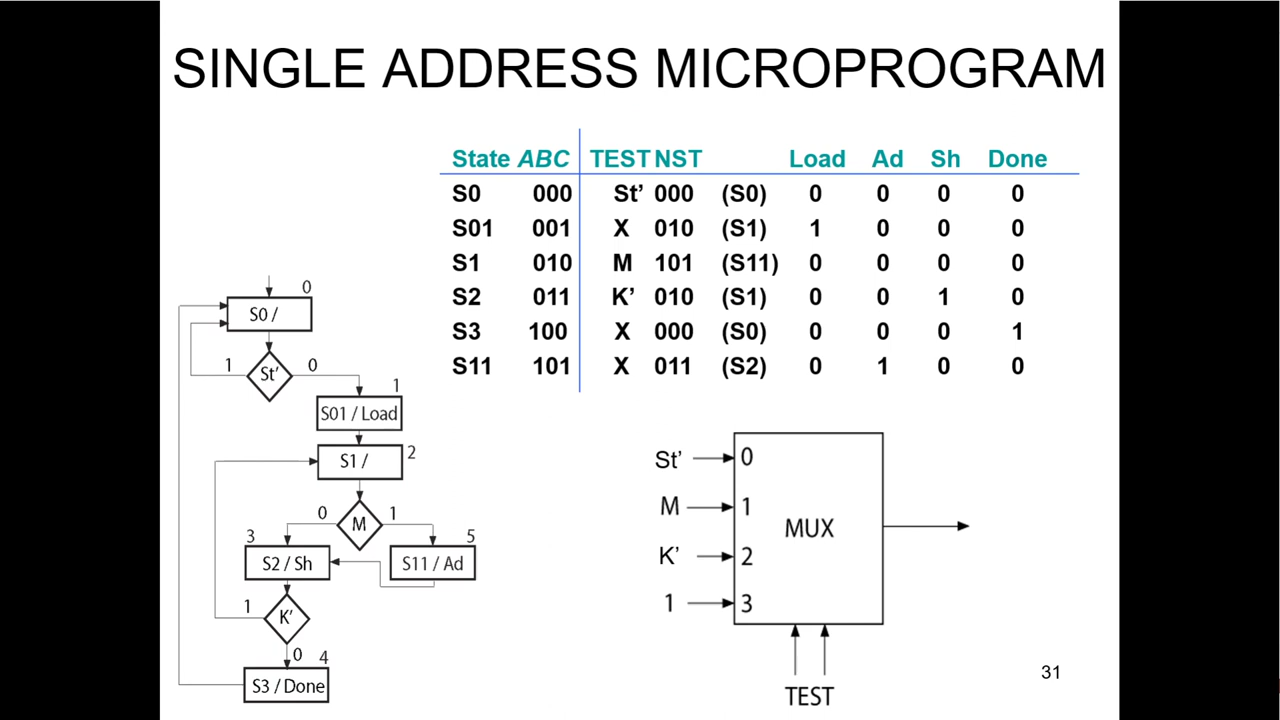 SINGLE ADDRESS MICROPROGRAM
State ABC TEST NST Load Ad Sh Done
S0 000 St’ 000 (S0) 0 0 0 0
S01 001 X 010 (S1) 1 0 0 0
S1 010 M 101 (S11) 0 0 0 0
S2 011 K’ 010 (S1) 0 0 1 0
S3 100 X 000 (S0) 0 0 0 1
S11 101 X 011 (S2) 0 1 0 0
0
S0 /
1 St’ 0
1
S01 / Load
S1 / 2
0 M 1
3 5
S2 / Sh S11 / Ad
1 K’
0 4
S3 / Done
St’ 0
M 1
MUX
K’ 2
1 3
TEST
31